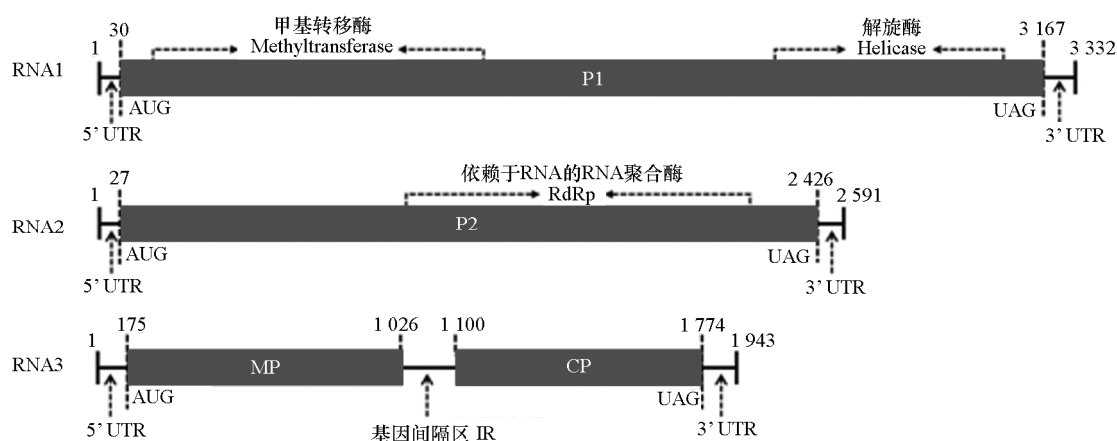 甲基转移酶
Methyltransferase
解旋酶
Helicase
1
30
3 167
3 332
RNA1
P1
AUG
UAG
5’ UTR
3’ UTR
依赖于RNA的RNA聚合酶
RdRp
1
27
2 426
2 591
RNA2
P2
AUG
UAG
5’ UTR
3’ UTR
1
175
1 026
1 100
1 774
1 943
RNA3
MP
CP
AUG
UAG
5’ UTR
基因间隔区 IR
3’ UTR